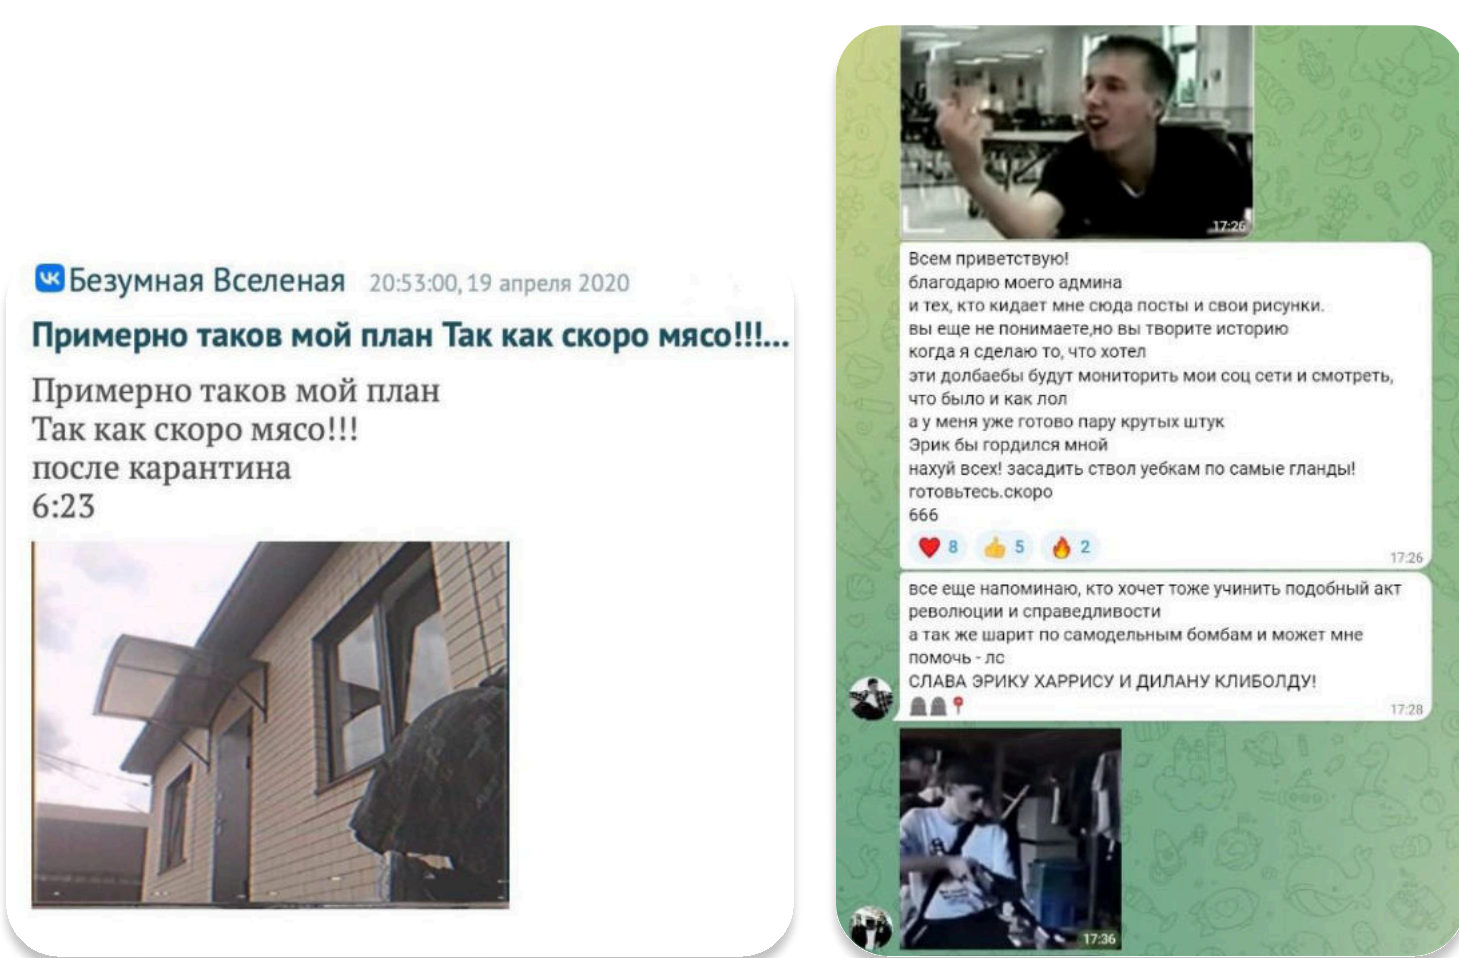 Безумная Вселеная 20:53:00, 19 апреля 2020
Примерно таков мой план Так как скоро мясо!!!...
Примерно таков мой план
Так как скоро мясо!!!
после карантина
6:23
17:26
Всем приветствую!
благодарю моего админа
и тех, кто кидает мне сюда посты и свои рисунки.
вы еще не понимаете,но вы творите историю
когда я сделаю то, что хотел
эти долбаебы будут мониторить мои соц сети и смотреть,
что было и как лол
а у меня уже готово пару крутых штук
Эрик бы гордился мной
нахуй всех! засадить ствол уебкам по самые гланды!
готовьтесь.скоро
666
8 5 2
17:26
все еще напоминаю, кто хочет тоже учинить подобный акт
революции и справедливости
а так же шарит по самодельным бомбам и может мне
помочь - лс
СЛАВА ЭРИКУ ХАРРИСУ И ДИЛАНУ КЛИБОЛДУ!
17:28
17:36